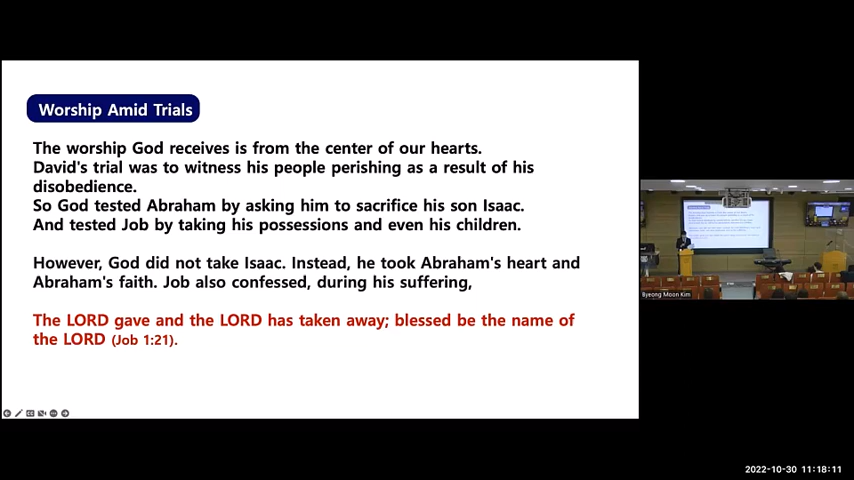 Worship Amid Trials
The worship God receives is from the center of our hearts.
David's trial was to witness his people perishing as a result of his
disobedience.
So God tested Abraham by asking him to sacrifice his son Isaac.
And tested Job by taking his possessions and even his children.
However, God did not take Isaac. Instead, he took Abraham's heart and
Abraham's faith. Job also confessed, during his suffering,
The LORD gave and the LORD has taken away; blessed be the name of
the LORD (Job 1:21).
Byeong Moon Kim
2022-10-30 11:18:11